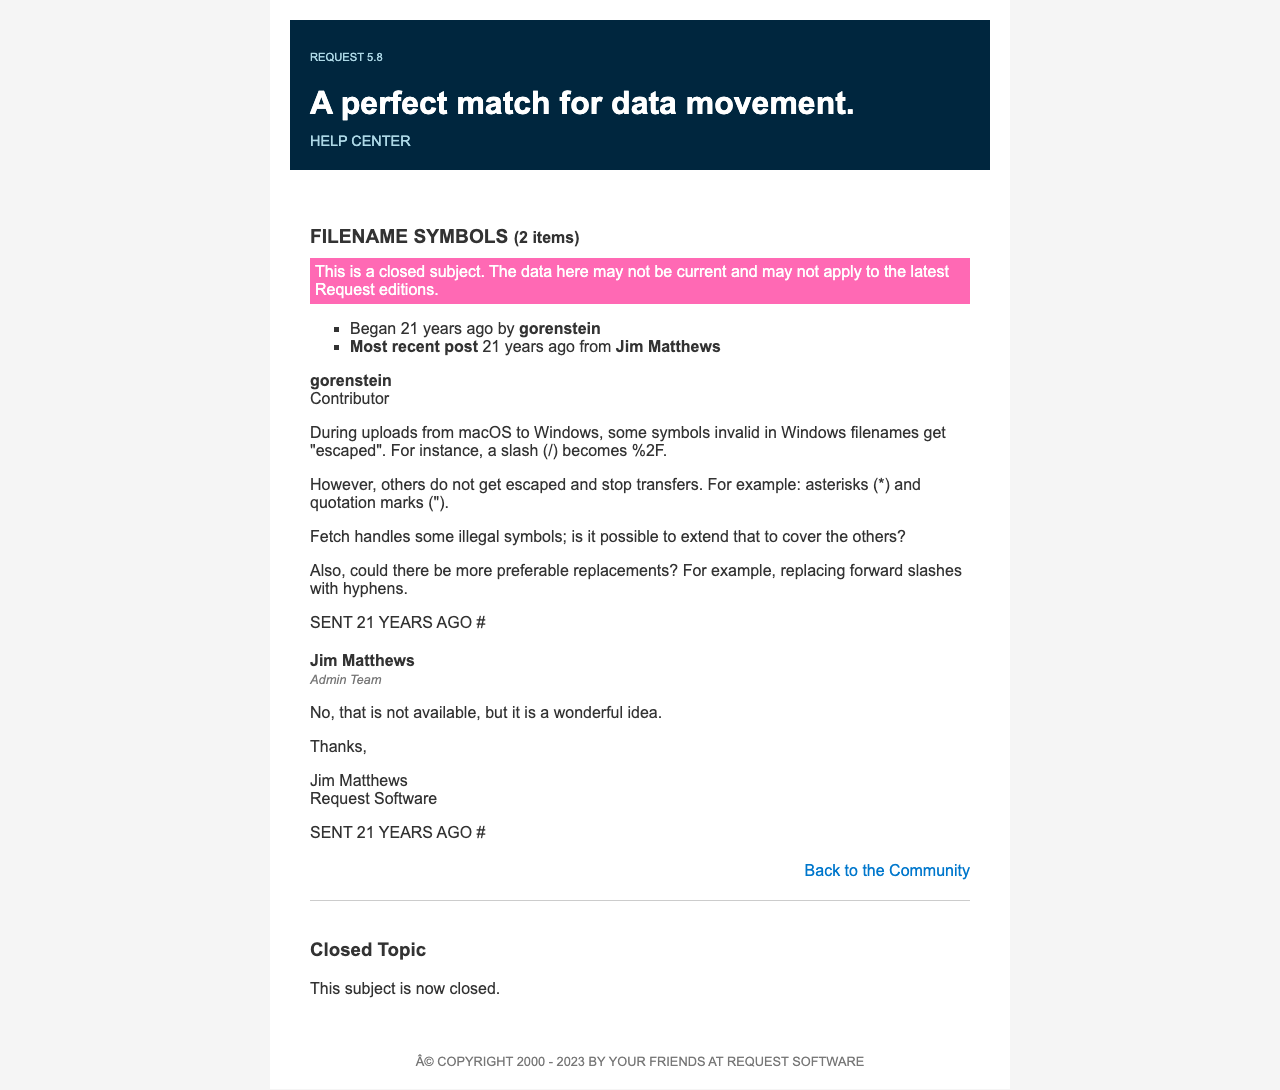 REQUEST 5.8
A perfect match for data movement.
HELP CENTER
FILENAME SYMBOLS (2 items)
This is a closed subject. The data here may not be current and may not apply to the latest
Request editions.
Began 21 years ago by gorenstein
Most recent post 21 years ago from Jim Matthews
gorenstein
Contributor
During uploads from macOS to Windows, some symbols invalid in Windows filenames get
"escaped". For instance, a slash (/) becomes %2F.
However, others do not get escaped and stop transfers. For example: asterisks (*) and
quotation marks (").
Fetch handles some illegal symbols; is it possible to extend that to cover the others?
Also, could there be more preferable replacements? For example, replacing forward slashes
with hyphens.
SENT 21 YEARS AGO #
Jim Matthews
Admin Team
No, that is not available, but it is a wonderful idea.
Thanks,
Jim Matthews
Request Software
SENT 21 YEARS AGO #
Back to the Community
Closed Topic
This subject is now closed.
Â© COPYRIGHT 2000 - 2023 BY YOUR FRIENDS AT REQUEST SOFTWARE